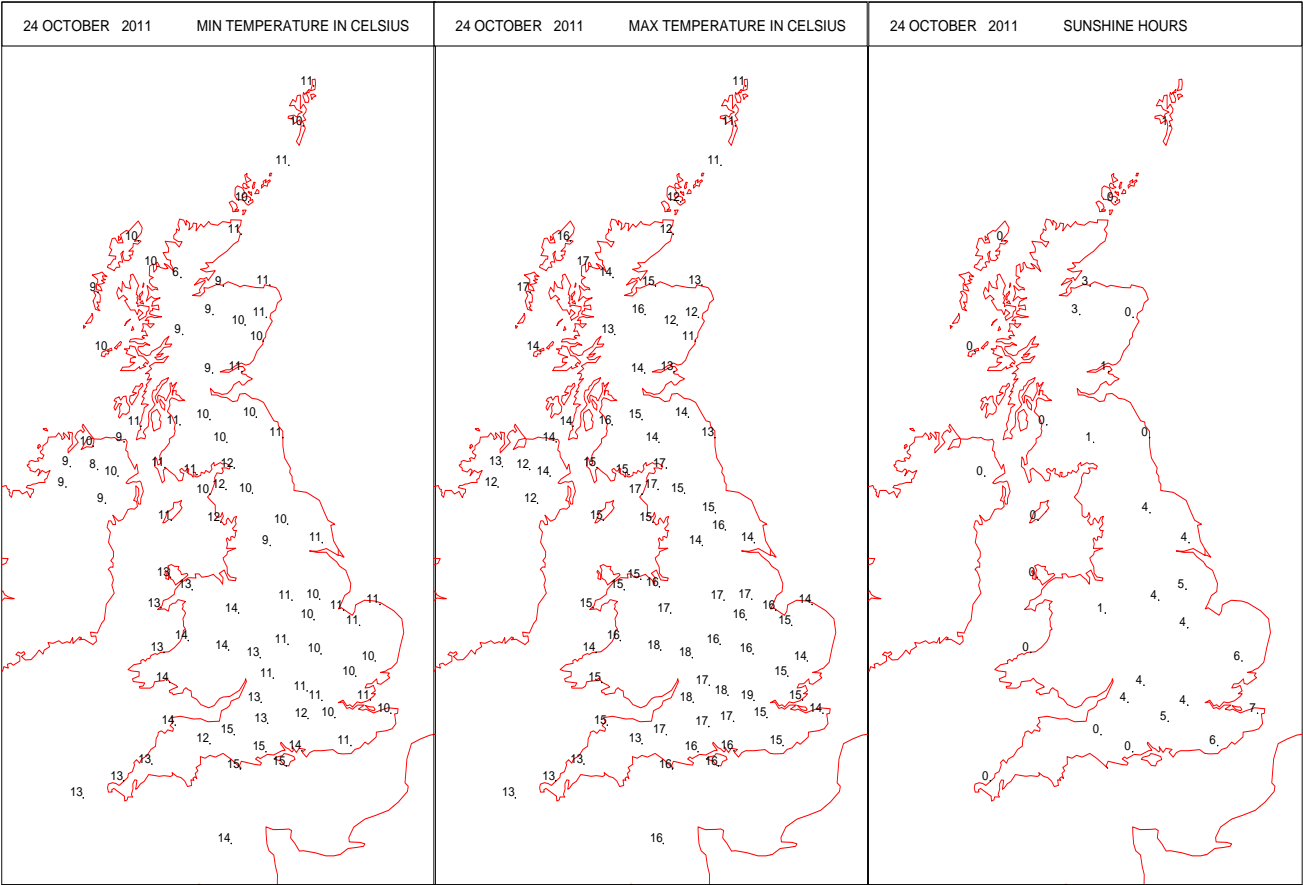 24 OCTOBER 2011 MIN TEMPERATURE IN CELSIUS
11.
10.
11.
10.
11.
10.
10.
6.
9. 11.
9.
9. 11.
10.
9. 10.
10.
9. 11.
10. 10.
11. 11.
11.
10. 9. 10.
9. 8. 11. 12.
10. 11.
9. 12.
10. 10.
9.
11. 12. 10.
9. 11.
13.
13.
11. 10.
13. 14. 11. 11.
10. 11.
14. 11.
13. 14. 13. 10. 10.
14. 11. 10.
11.
13. 11. 11.
12. 10. 10.
14. 13.
15.
12. 15. 14. 11.
13. 15. 15.
13.
13.
14.
24 OCTOBER 2011 MAX TEMPERATURE IN CELSIUS
11.
11.
11.
12.
12.
16.
17.
14.
17. 15. 13.
16. 12. 12.
13. 11.
14.
14. 13.
15. 14.
14. 16.
14. 14. 13.
13. 12. 15. 17.
14. 15.
12. 17. 17. 15.
12.
15. 15. 15.
16.
14. 14.
15.
15. 16.
15. 17. 17. 17. 16. 14.
16. 15.
16. 16.
14. 18. 18. 16. 14.
15. 17. 15.
18. 18. 19. 15.
15. 17. 17. 17. 15. 14.
13. 16. 16. 15.
13. 16. 16.
13.
13.
16.
24 OCTOBER 2011 SUNSHINE HOURS
1.
0.
0.
3.
3. 0.
0.
1.
0.
1. 0.
0.
0. 4.
4.
0.
5.
1. 4.
4.
0. 6.
4.
4. 4. 7.
5.
0. 6.
0.
0.